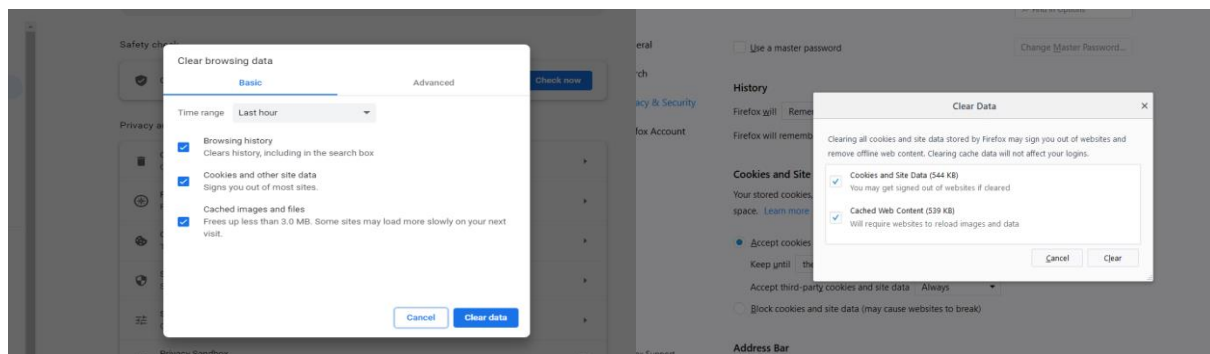 Safety check
Clear browsing data
Basic
Advanced
Check now
Time range
Last hour
Browsing history
Clears history, including in the search box
Cookies and other site data
Signs you out of most sites.
Cached images and files
Frees up less than 3.0 MB. Some sites may load more slowly on your next
visit.
Cancel
Clear data
Privacy a
Privacy Sandbox
eral
rch
acy & Security
fox Account
Use a master password
Change Master Password...
History
Firefox will Reme
Firefox will rememb
Cookies and Site
Your stored cookies,
space. Learn more
Accept cookies
Keep until the
Accept third-party cookies and site data Always
Block cookies and site data (may cause websites to break)
Address Bar
Clear Data
Clearing all cookies and site data stored by Firefox may sign you out of websites and
remove offline web content. Clearing cache data will not affect your logins.
Cookies and Site Data (544 KB)
You may get signed out of websites if cleared
Cached Web Content (539 KB)
Will require websites to reload images and data
Cancel
Clear